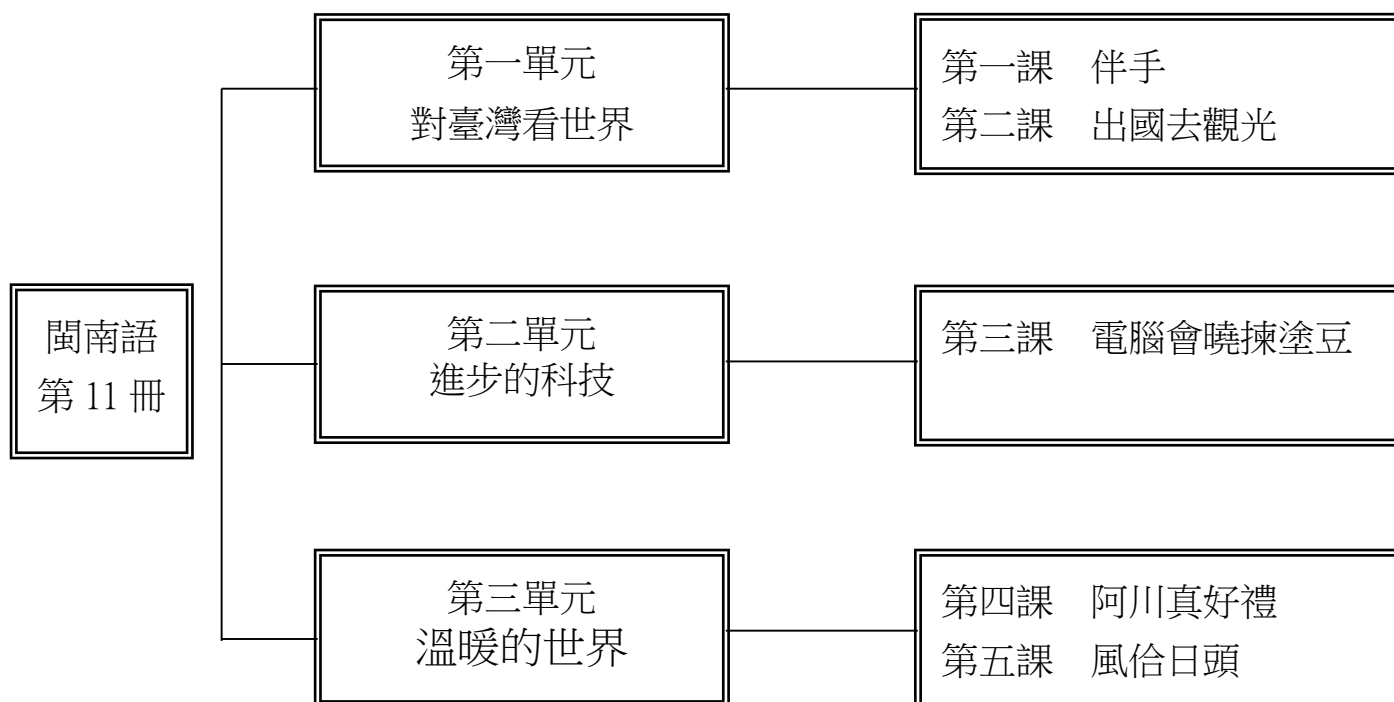 閩南語
第 11 冊
第一單元
對臺灣看世界
第一課　伴手
第二課　出國去觀光
第二單元
進步的科技
第三課　電腦會曉揀塗豆
第三單元
溫暖的世界
第四課　阿川真好禮
第五課　風佮日頭